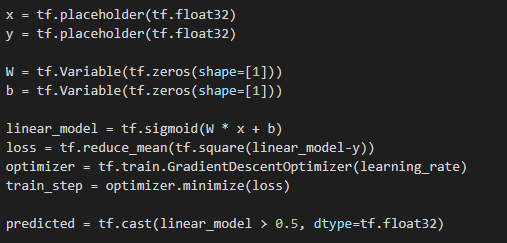 x = tf.placeholder(tf.float32)
y = tf.placeholder(tf.float32)
W = tf.Variable(tf.zeros(shape=[1]))
b = tf.Variable(tf.zeros(shape=[1]))
linear_model = tf.sigmoid(W * x + b)
loss = tf.reduce_mean(tf.square(linear_model-y))
optimizer = tf.train.GradientDescentOptimizer(learning_rate)
train_step = optimizer.minimize(loss)
predicted = tf.cast(linear_model > 0.5, dtype=tf.float32)